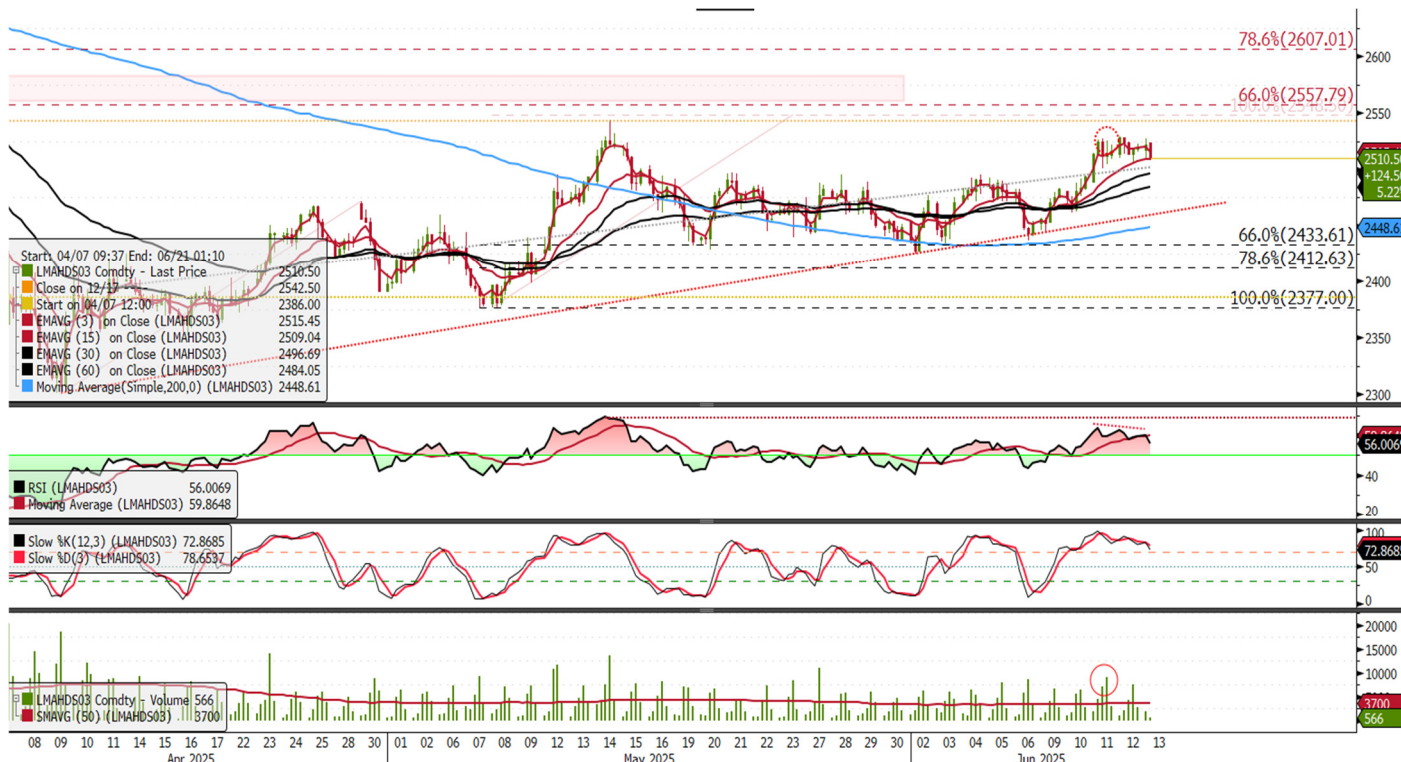 78.6%(2607.01)
2600
66.0%(2557.79)
2550
2510.50
+124.50
5.22
66.0%(2433.61)
2448.6
78.6%(2412.63)
2400
100.0%(2377.00)
2350
2300
Start: 04/07 09:37 End: 06/21 01:10
LMAHDS03 Comdty - Last Price 2510.50
Close on 12/17 ---- 2542.50
Start on 04/07 12:00 2386.00
EMAVG (3) on Close (LMAHDS03) 2515.45
EMAVG (15) on Close (LMAHDS03) 2509.04
EMAVG (30) on Close (LMAHDS03) 2496.69
EMAVG (60) on Close (LMAHDS03) 2484.05
Moving Average(Simple,200,0) (LMAHDS03) 2448.61
56.0069
40
20
RSI (LMAHDS03) 56.0069
Moving Average (LMAHDS03) 59.8648
100
72.8685
50
0
Slow %K(12,3) (LMAHDS03) 72.8685
Slow %D(3) (LMAHDS03) 78.6537
20000
15000
10000
3700
566
LMAHDS03 Comdty - Volume 566
SMAVG (50) (LMAHDS03) 3700
08 09 10 11 14 15 16 17 22 23 24 25 28 30 01 02 06 07 08 09 12 13 14 15 16 19 20 21 22 23 27 28 29 30 02 03 04 05 06 09 10 11 12 13
Apr 2025 May 2025 Jun 2025